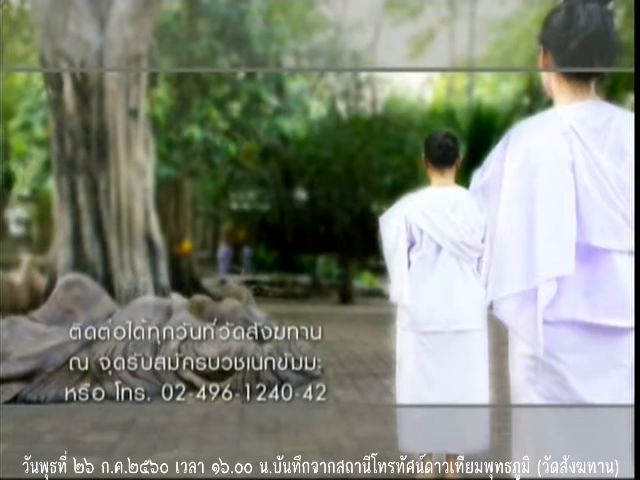 ติดต่อได้ทุกวันที่วัดสังฆทาน
ณ จุดรับสมัครบวชเนกขัมมะ
หรือ โทร. 02-496-1240-42
วันพุธที่ ๒๖ ก.ค.๒๕๖๐ เวลา ๑๖.๐๐ น.บันทึกจากสถานีโทรทัศน์ดาวเทียมพุทธภูมิ (วัดสังฆทาน)